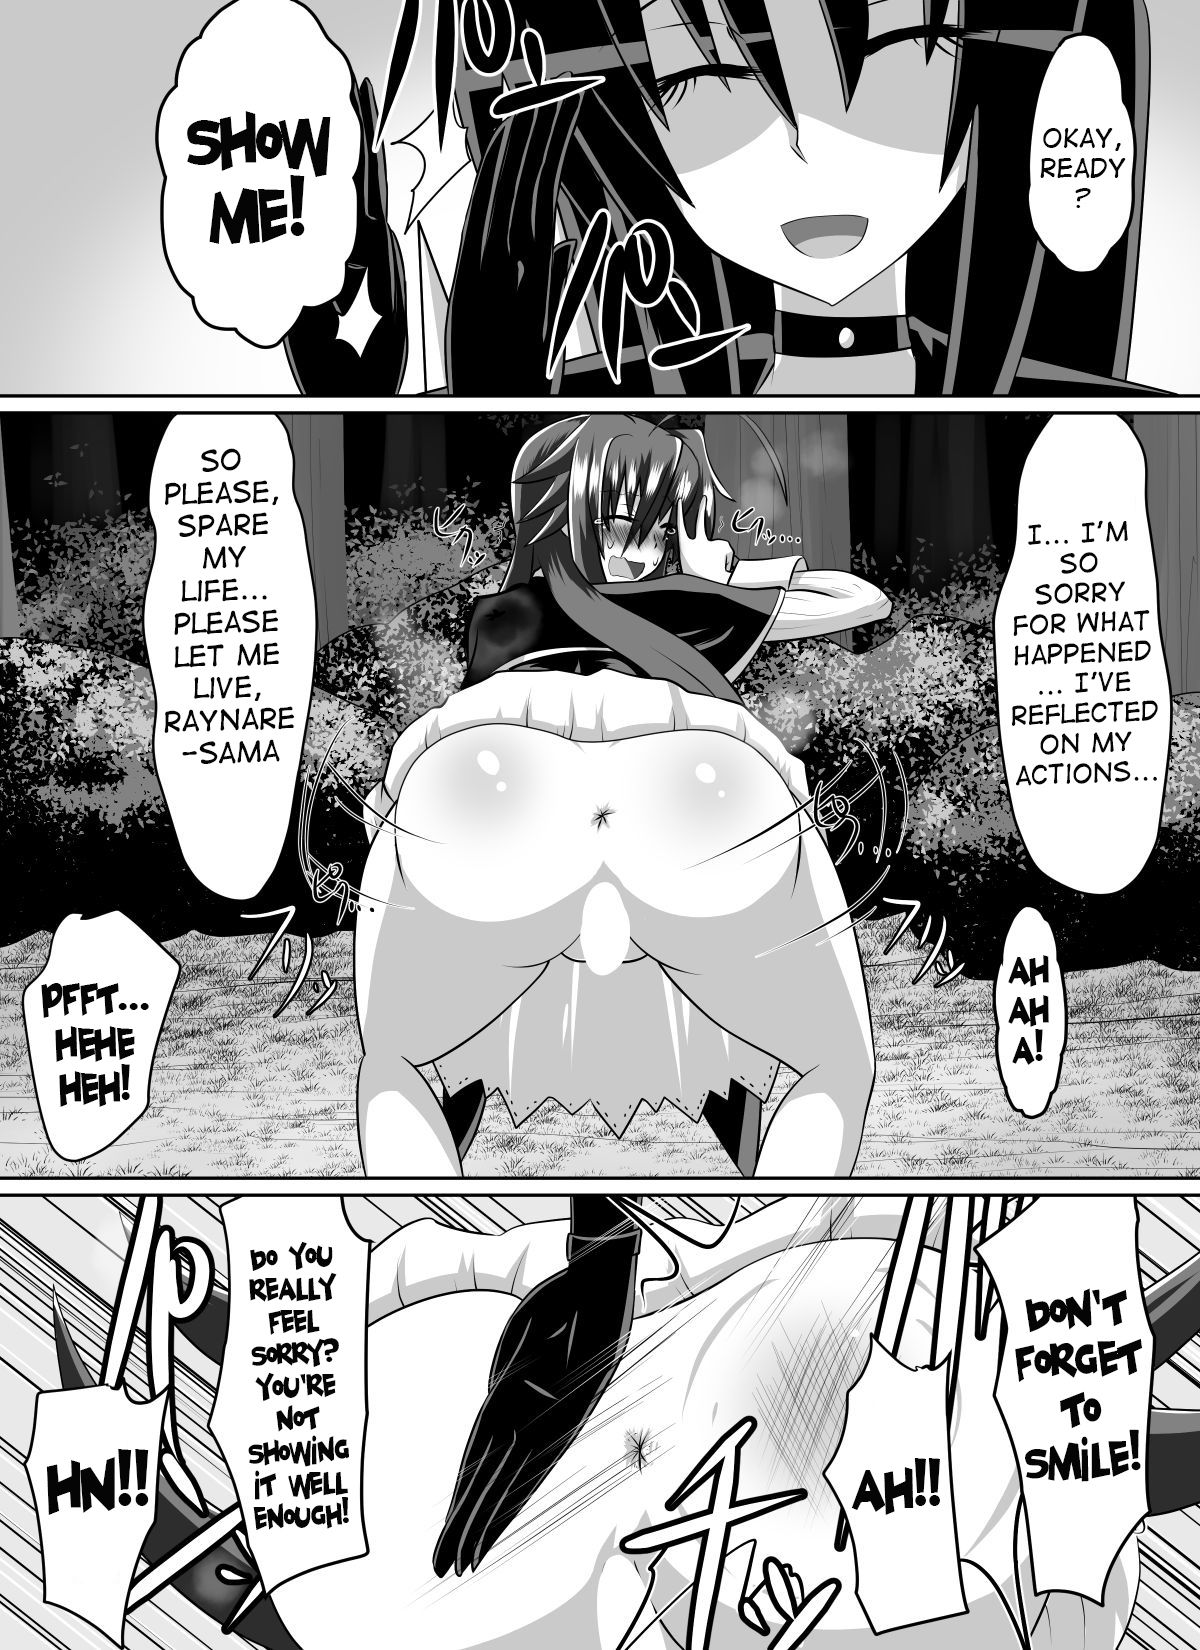 OKAY,
READY
?
SHOW
ME!
I... I'M
SO
SORRY
FOR WHAT
HAPPENED
... I'VE
REFLECTED
ON MY
ACTIONS...
SO
PLEASE,
SPARE
MY
LIFE...
PLEASE
LET ME
LIVE,
RAYNARE
-SAMA
AH
AH
A!
PFFT...
HEHE
HEH!
DON'T
FORGET
TO
SMILE!
AH!!
DO YOU
REALLY
FEEL
SORRY?
YOU'RE
NOT
SHOWING
IT WELL
ENOUGH!
HN!!